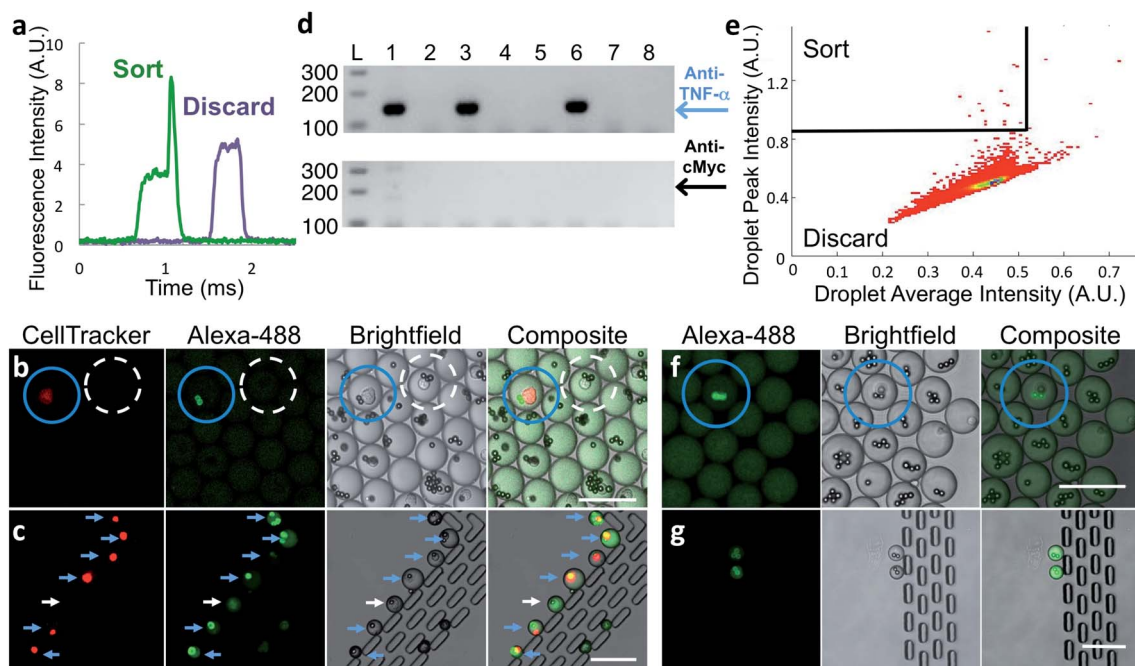 a
Fluorescence Intensity (A.U.)
10
8
6
4
2
0
Sort
Discard
0 1 2
Time (ms)
d
L 1 2 3 4 5 6 7 8
300
200
100
Anti-
TNF-α
300
200
100
Anti-
cMyc
e
Droplet Peak Intensity (A.U.)
1.2
0.8
0.4
0
Sort
Discard
0 0.1 0.2 0.3 0.4 0.5 0.6 0.7
Droplet Average Intensity (A.U.)
CellTracker Alexa-488 Brightfield Composite
b
c
Alexa-488 Brightfield Composite
f
g